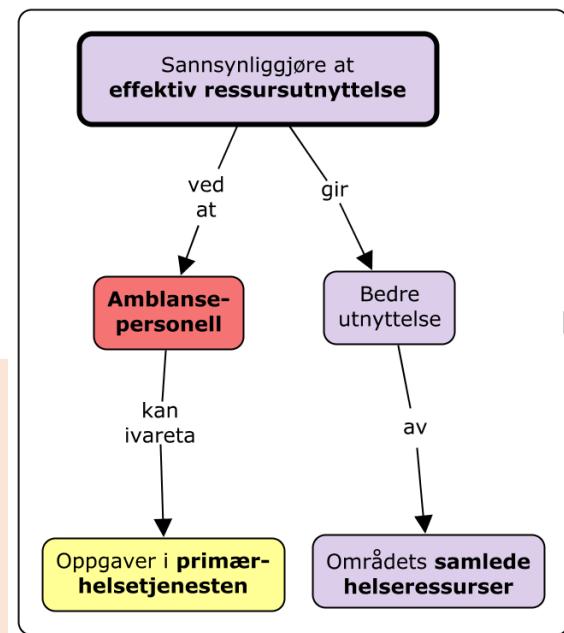 Sannsynliggjøre at
effektiv ressursutnyttelse
ved
at
gir
Amblanse-
personell
Bedre
utnyttelse
kan
ivareta
av
Oppgaver i primær-
helsetjenesten
Områdets samlede
helseressurser